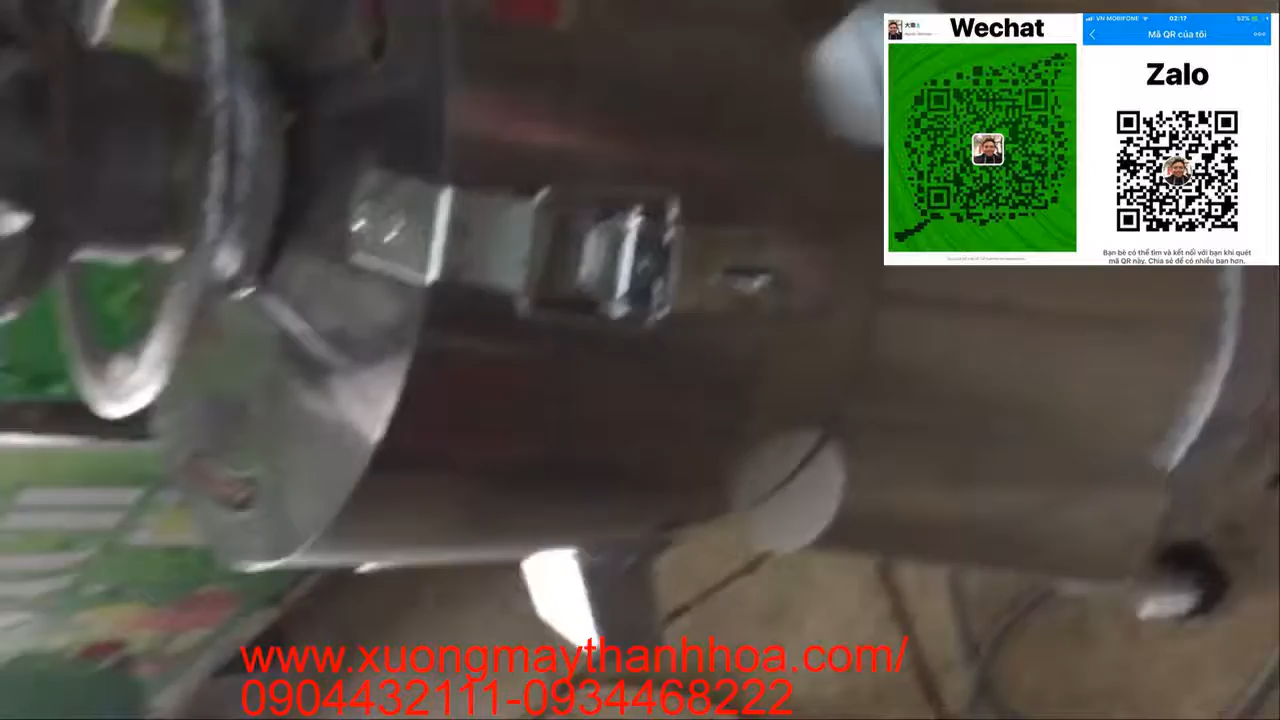 Wechat
VN MOBIFONE 02:17 52%
Mã QR của tôi
Zalo
Bạn bè có thể tìm và kết nối với bạn khi quét
mã QR này. Chia sẻ để có nhiều bạn hơn.
www.xuongmaythanhhoa.com/
0904432111-0934468222